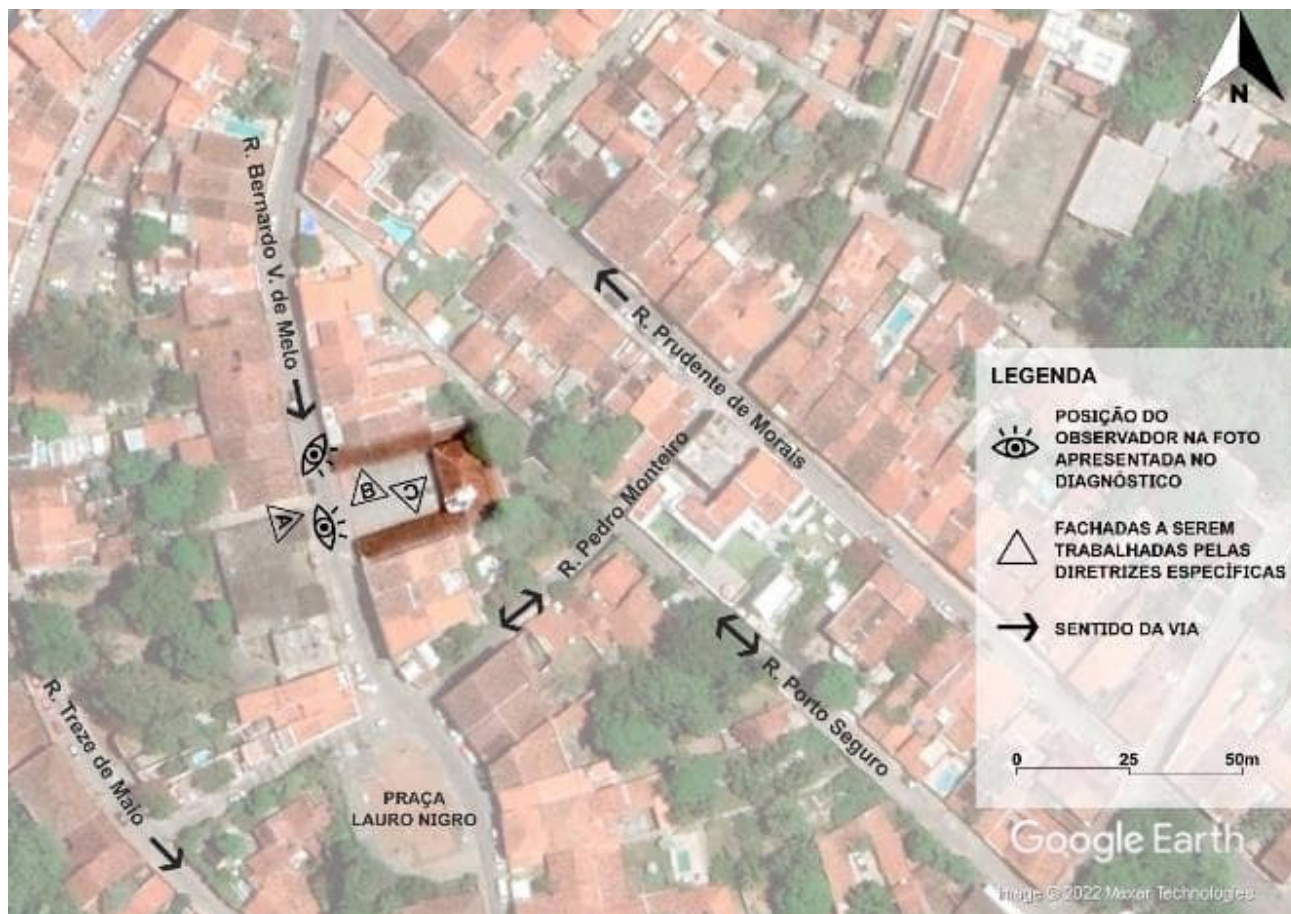 N
R. Bernardo V. de Melo
R. Prudente de Morais
LEGENDA
POSIÇÃO DO
OBSERVADOR NA FOTO
APRESENTADA NO
DIAGNÓSTICO
B
C
A
R. Pedro Monteiro
FACHADAS A SEREM
TRABALHADAS PELAS
DIRETRIZES ESPECÍFICAS
SENTIDO DA VIA
R. Porto Seguro
R. Treze de Maio
0 25 50m
PRAÇA
LAURO NIGRO
Google Earth
Image © 2022 Maxar Technologies